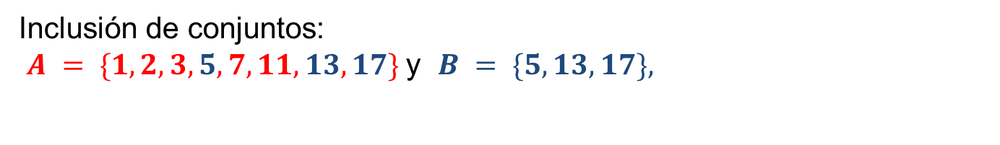 Inclusión de conjuntos:
A = {1, 2, 3, 5, 7, 11, 13, 17} y B = {5, 13, 17},